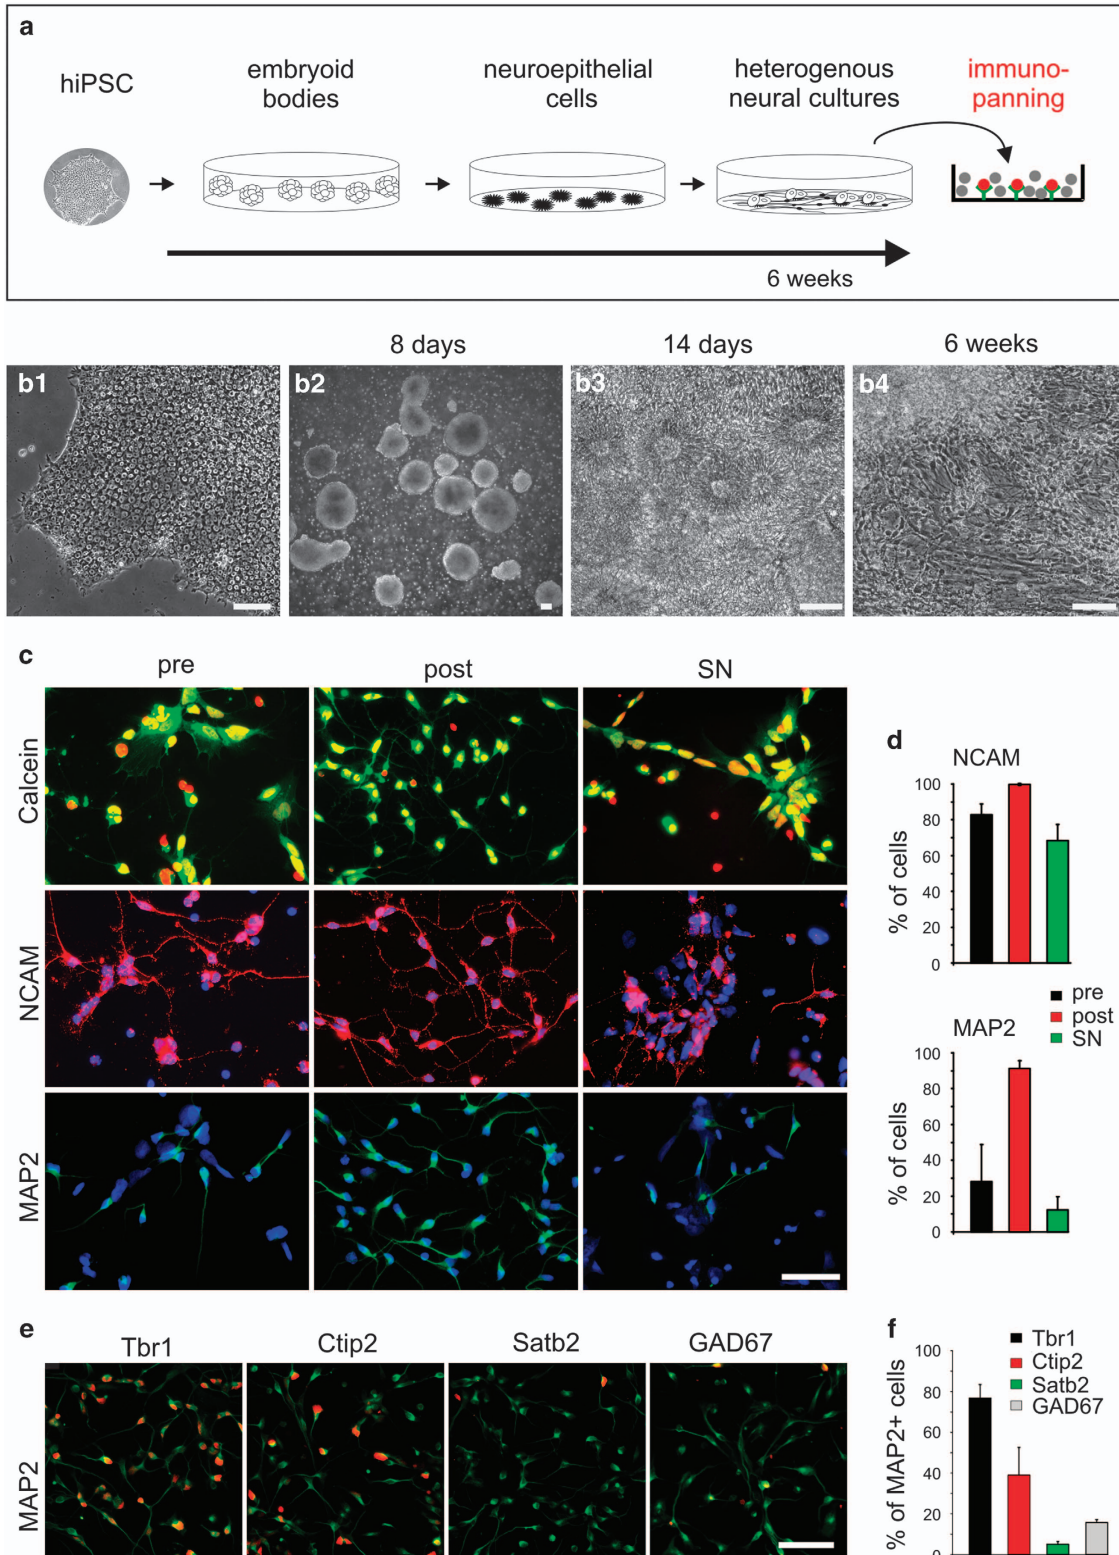 a
hiPSC
embryoid
bodies
neuroepithelial
cells
heterogenous
neural cultures
immuno-
panning
6 weeks
8 days
14 days
6 weeks
b1
b2
b3
b4
c
pre
post
SN
Calcein
NCAM
MAP2
d
NCAM
% of cells
100
80
60
40
20
0
pre
post
SN
MAP2
% of cells
100
80
60
40
20
0
e
Tbr1
Ctip2
Satb2
GAD67
MAP2
f
Tbr1
Ctip2
Satb2
GAD67
% of MAP2+ cells
100
80
60
40
20